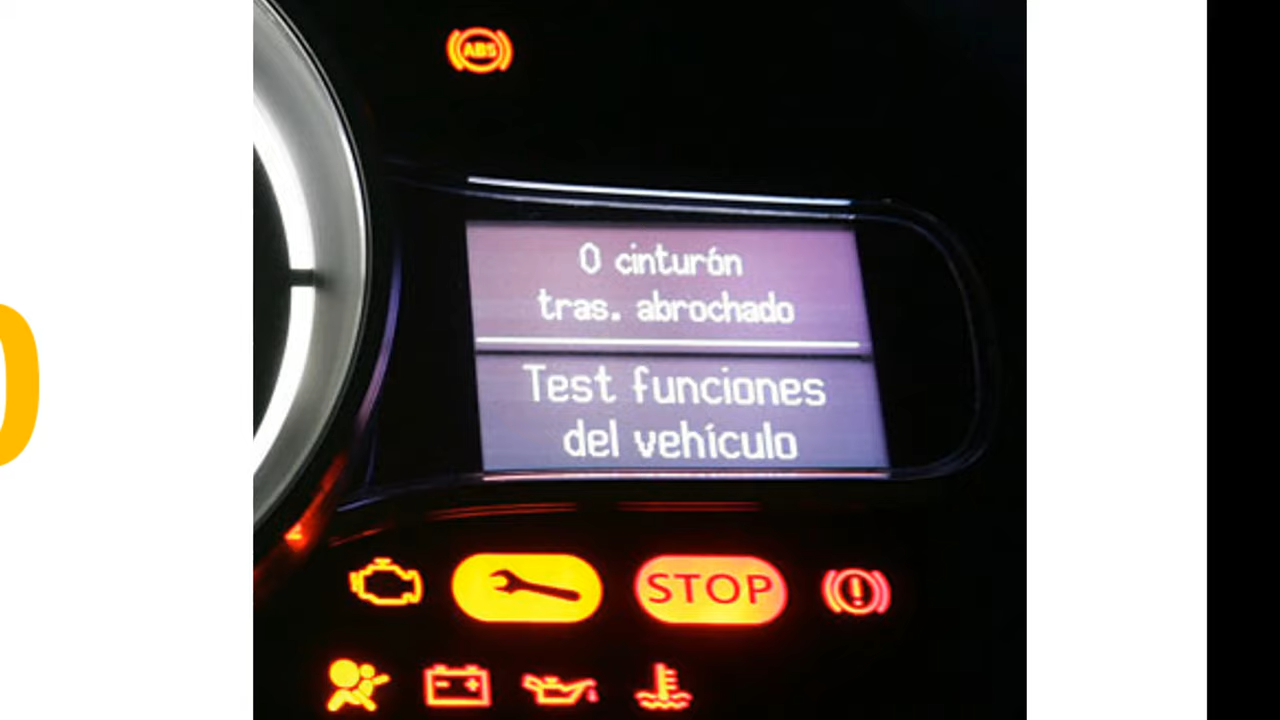 ABS
0 cinturón
tras. abrochado
Test funciones
del vehículo
STOP